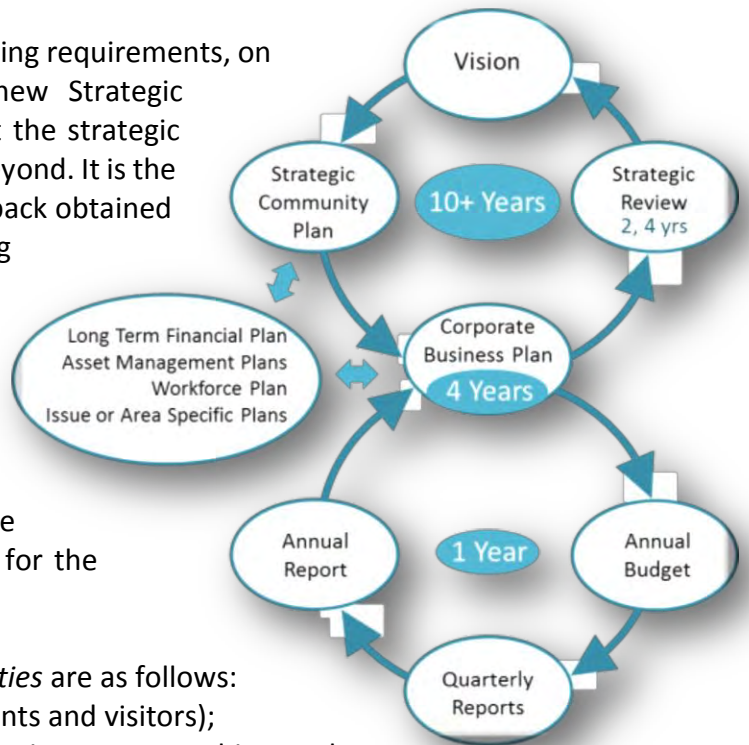 ing requirements, on
new Strategic
t the strategic
yond. It is the
back obtained
g
e
for the
ties are as follows:
nts and visitors);
Vision
Strategic
Community
Plan
10+ Years
Strategic
Review
2, 4 yrs
Long Term Financial Plan
Asset Management Plans
Workforce Plan
Issue or Area Specific Plans
Corporate
Business Plan
4 Years
Annual
Report
1 Year
Annual
Budget
Quarterly
Reports